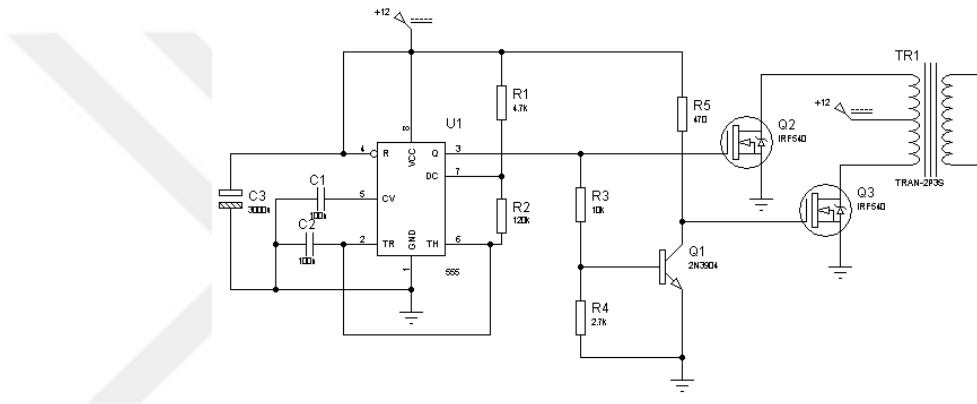 +12
TR1
R1
4.7k
R5
470
+12
U1
Q2
IRF540
8
VCC
4
R
Q
3
7
DC
TRAN-2P3S
Q3
IRF540
C3
C1
5
CV
100n
R2
120k
R3
10k
C2
100n
2
TR
GND
TH
6
1
555
Q1
2N3904
R4
2.7k